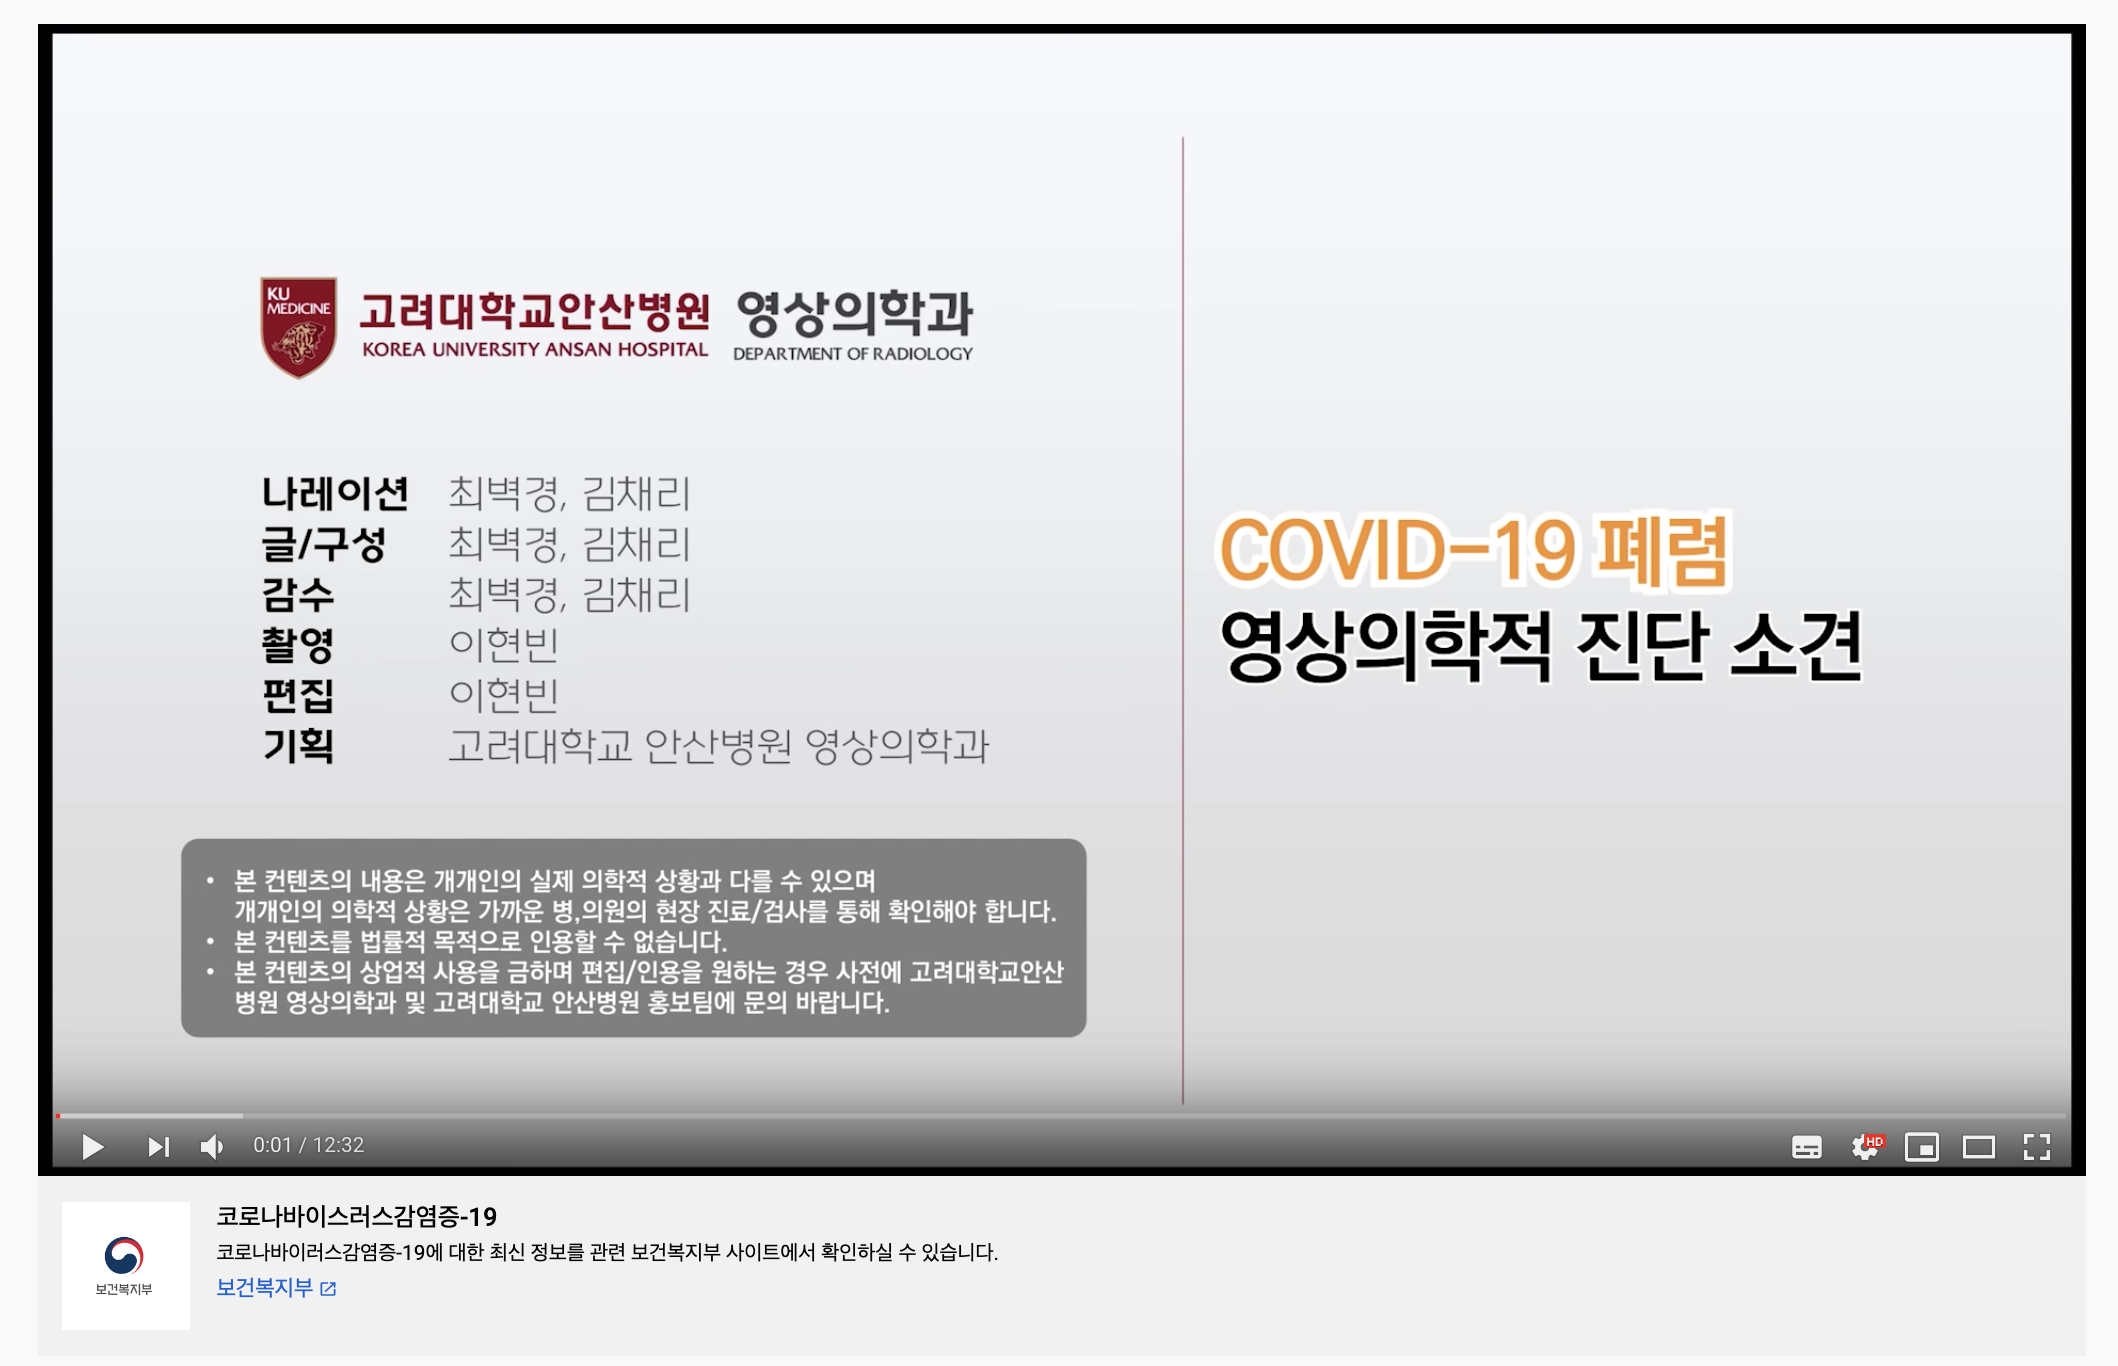 KU
MEDICINE
고려대학교안산병원 영상의학과
KOREA UNIVERSITY ANSAN HOSPITAL DEPARTMENT OF RADIOLOGY
나레이션 최벽경, 김채리
글/구성 최벽경, 김채리
감수 최벽경, 김채리
촬영 이현빈
편집 이현빈
기획 고려대학교 안산병원 영상의학과
• 본 컨텐츠의 내용은 개개인의 실제 의학적 상황과 다를 수 있으며
개개인의 의학적 상황은 가까운 병,의원의 현장 진료/검사를 통해 확인해야 합니다.
• 본 컨텐츠를 법률적 목적으로 인용할 수 없습니다.
• 본 컨텐츠의 상업적 사용을 금하며 편집/인용을 원하는 경우 사전에 고려대학교안산
병원 영상의학과 및 고려대학교 안산병원 홍보팀에 문의 바랍니다.
COVID-19 폐렴
영상의학적 진단 소견
0:01 / 12:32
HD
보건복지부
코로나바이스러스감염증-19
코로나바이러스감염증-19에 대한 최신 정보를 관련 보건복지부 사이트에서 확인하실 수 있습니다.
보건복지부